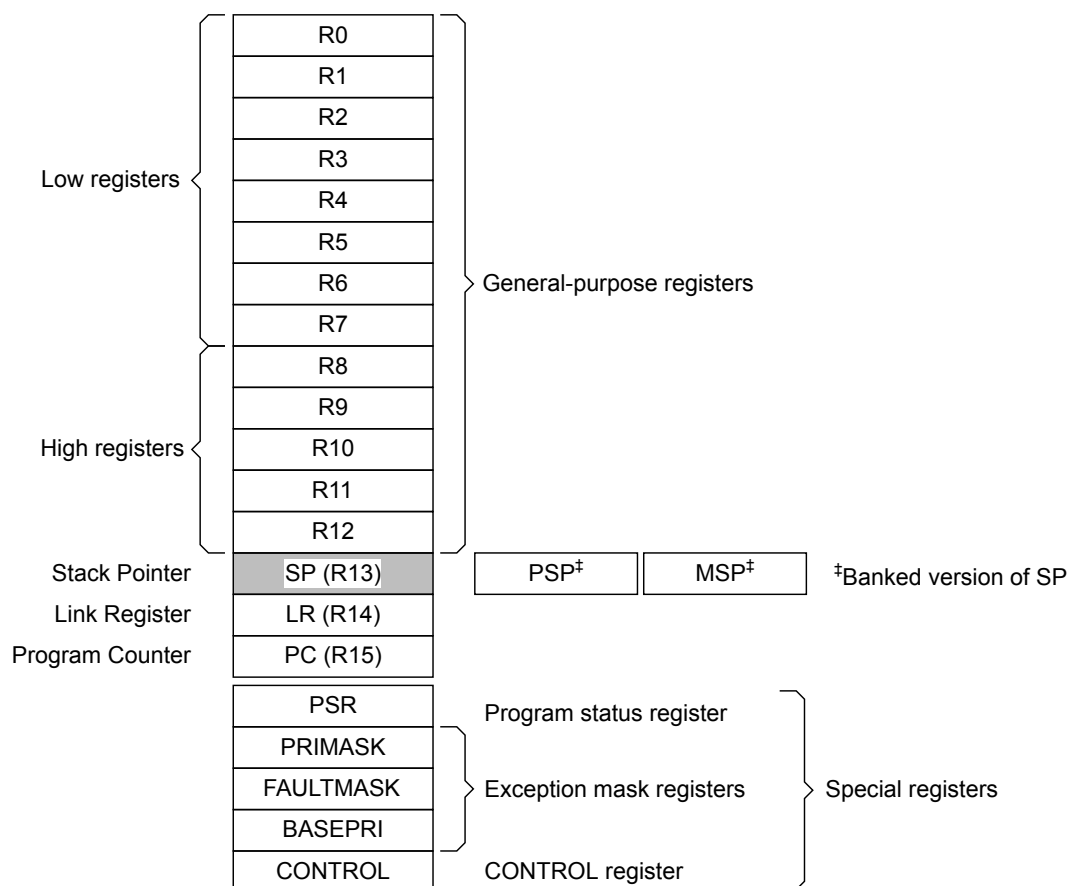 R0
R1
R2
R3
Low registers
R4
R5
R6
General-purpose registers
R7
R8
R9
High registers
R10
R11
R12
Stack Pointer SP (R13) PSP‡ MSP‡ ‡Banked version of SP
Link Register LR (R14)
Program Counter PC (R15)
PSR Program status register
PRIMASK
FAULTMASK Exception mask registers Special registers
BASEPRI
CONTROL CONTROL register